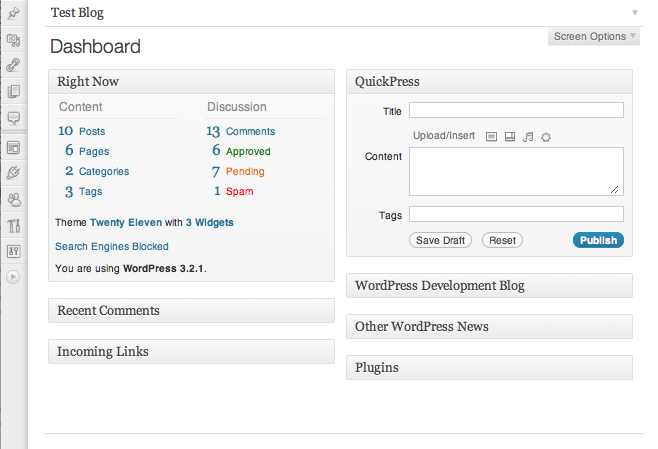 Test Blog
Screen Options
Dashboard
Right Now
Content
Discussion
10 Posts
13 Comments
6 Pages
6 Approved
2 Categories
7 Pending
3 Tags
1 Spam
Theme Twenty Eleven with 3 Widgets
Search Engines Blocked
You are using WordPress 3.2.1.
Recent Comments
Incoming Links
QuickPress
Title
Upload/Insert
Content
Tags
Save Draft
Reset
Publish
WordPress Development Blog
Other WordPress News
Plugins